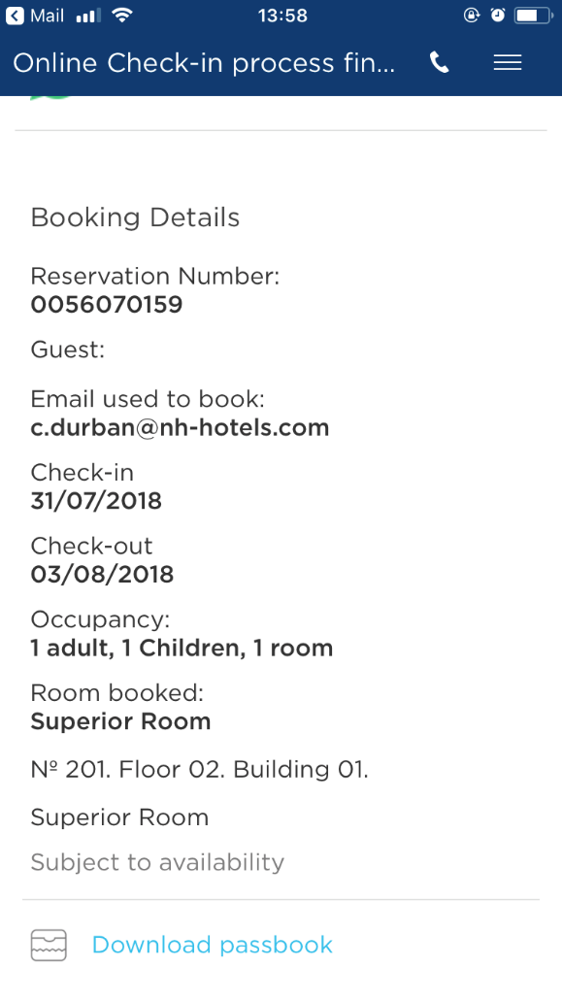 Mail 13:58
Online Check-in process fin...
Booking Details
Reservation Number:
0056070159
Guest:
Email used to book:
c.durban@nh-hotels.com
Check-in
31/07/2018
Check-out
03/08/2018
Occupancy:
1 adult, 1 Children, 1 room
Room booked:
Superior Room
Nº 201. Floor 02. Building 01.
Superior Room
Subject to availability
Download passbook